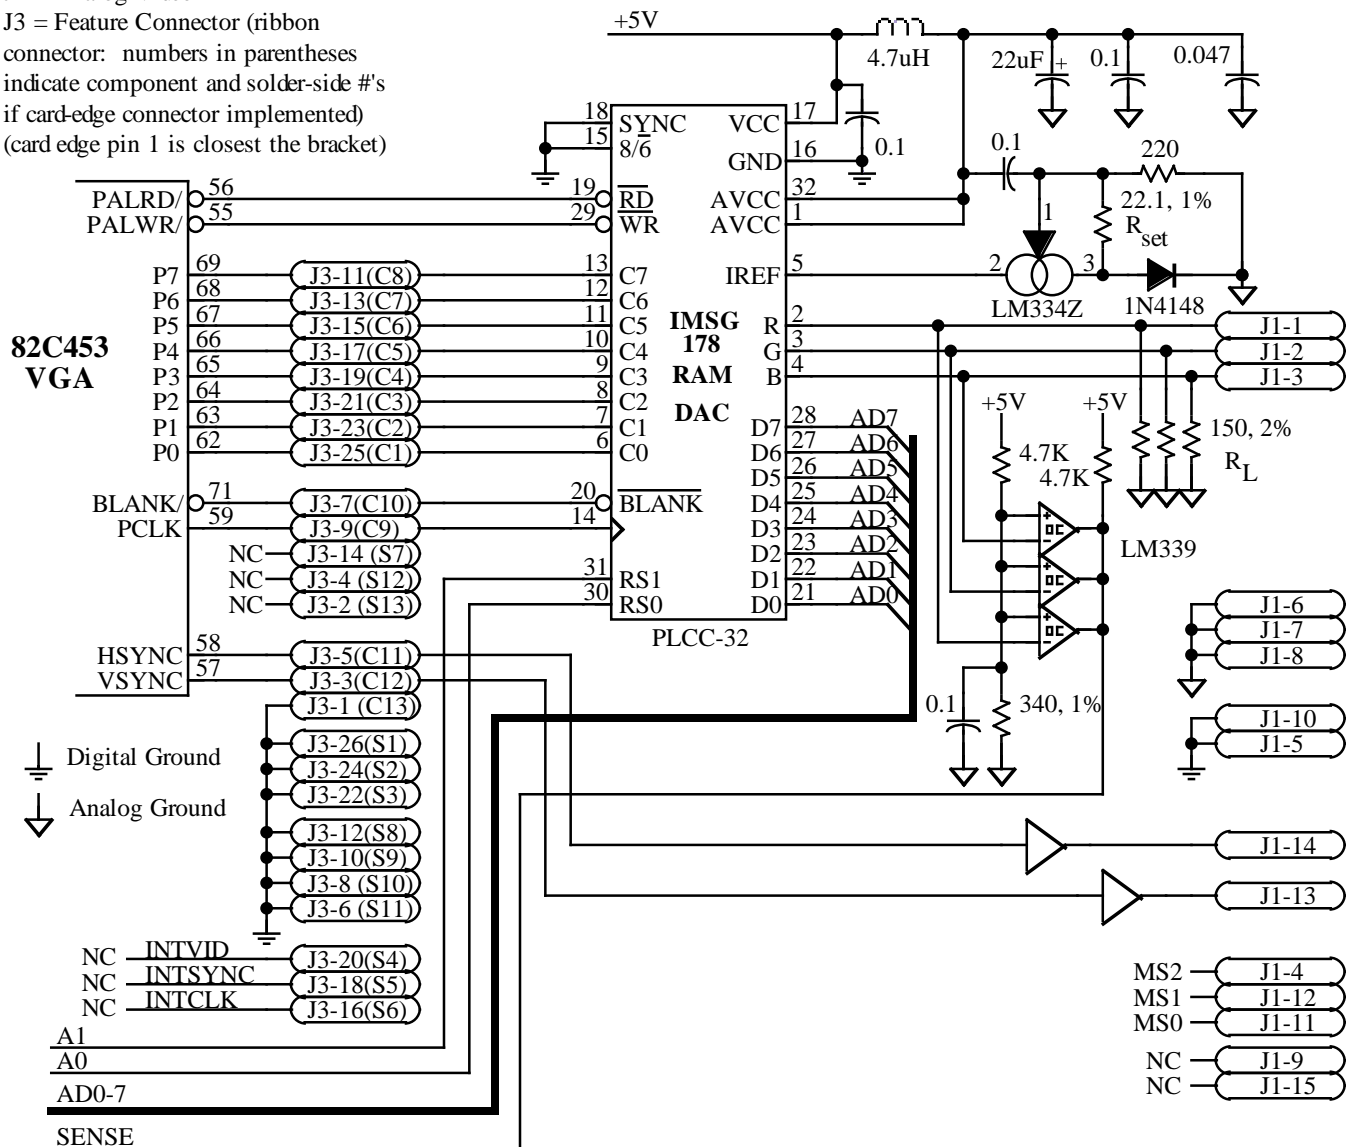 J3 = Feature Connector (ribbon
connector: numbers in parentheses
indicate component and solder-side #'s
if card-edge connector implemented)
(card edge pin 1 is closest the bracket)
+5V
4.7uH
22uF +
0.1
0.047
18 SYNC
15 8/6
VCC 17
0.1
GND 16
0.1
220
PALRD/ 56
19 RD
AVCC 32
PALWR/ 55
29 WR
AVCC 1
1
22.1, 1%
Rset
P7 69 J3-11(C8) 13 C7
IREF 5
2
3
LM334Z
1N4148
P6 68 J3-13(C7) 12 C6
P5 67 J3-15(C6) 11 C5
IMSG
178
RAM
DAC
R 2
J1-1
82C453
VGA
P4 66 J3-17(C5) 10 C4
G 3
J1-2
P3 65 J3-19(C4) 9 C3
B 4
J1-3
P2 64 J3-21(C3) 8 C2
+5V
+5V
P1 63 J3-23(C2) 7 C1
D7 28 AD7
P0 62 J3-25(C1) 6 C0
D6 27 AD6
4.7K
4.7K
150, 2%
RL
D5 26 AD5
BLANK/ 71 J3-7(C10) 20 BLANK
D4 25 AD4
PCLK 59 J3-9(C9) 14
D3 24 AD3
NC J3-14 (S7)
D2 23 AD2
LM339
NC J3-4 (S12)
31 RS1
D1 22 AD1
NC J3-2 (S13)
30 RS0
D0 21 AD0
+
OC
-
+
OC
-
+
OC
-
PLCC-32
J1-6
J1-7
J1-8
HSYNC 58 J3-5(C11)
VSYNC 57 J3-3(C12)
J3-1 (C13)
0.1
340, 1%
J1-10
J1-5
Digital Ground
Analog Ground
J3-26(S1)
J3-24(S2)
J3-22(S3)
J3-12(S8)
J3-10(S9)
J3-8 (S10)
J3-6 (S11)
J1-14
J1-13
NC INTVID J3-20(S4)
NC INTSYNC J3-18(S5)
NC INTCLK J3-16(S6)
MS2 J1-4
MS1 J1-12
MS0 J1-11
NC J1-9
NC J1-15
A1
A0
AD0-7
SENSE